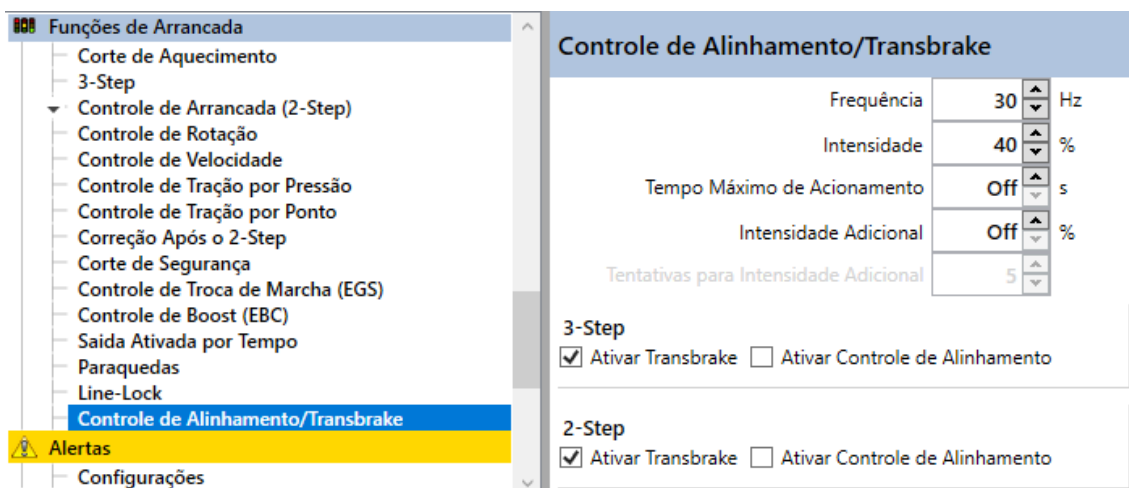 Funções de Arrancada
Corte de Aquecimento
3-Step
Controle de Arrancada (2-Step)
Controle de Rotação
Controle de Velocidade
Controle de Tração por Pressão
Controle de Tração por Ponto
Correção Após o 2-Step
Corte de Segurança
Controle de Troca de Marcha (EGS)
Controle de Boost (EBC)
Saida Ativada por Tempo
Paraquedas
Line-Lock
Controle de Alinhamento/Transbrake
Alertas
Configurações
Controle de Alinhamento/Transbrake
Frequência 30 Hz
Intensidade 40 %
Tempo Máximo de Acionamento Off s
Intensidade Adicional Off %
Tentativas para Intensidade Adicional 5
3-Step
Ativar Transbrake Ativar Controle de Alinhamento
2-Step
Ativar Transbrake Ativar Controle de Alinhamento